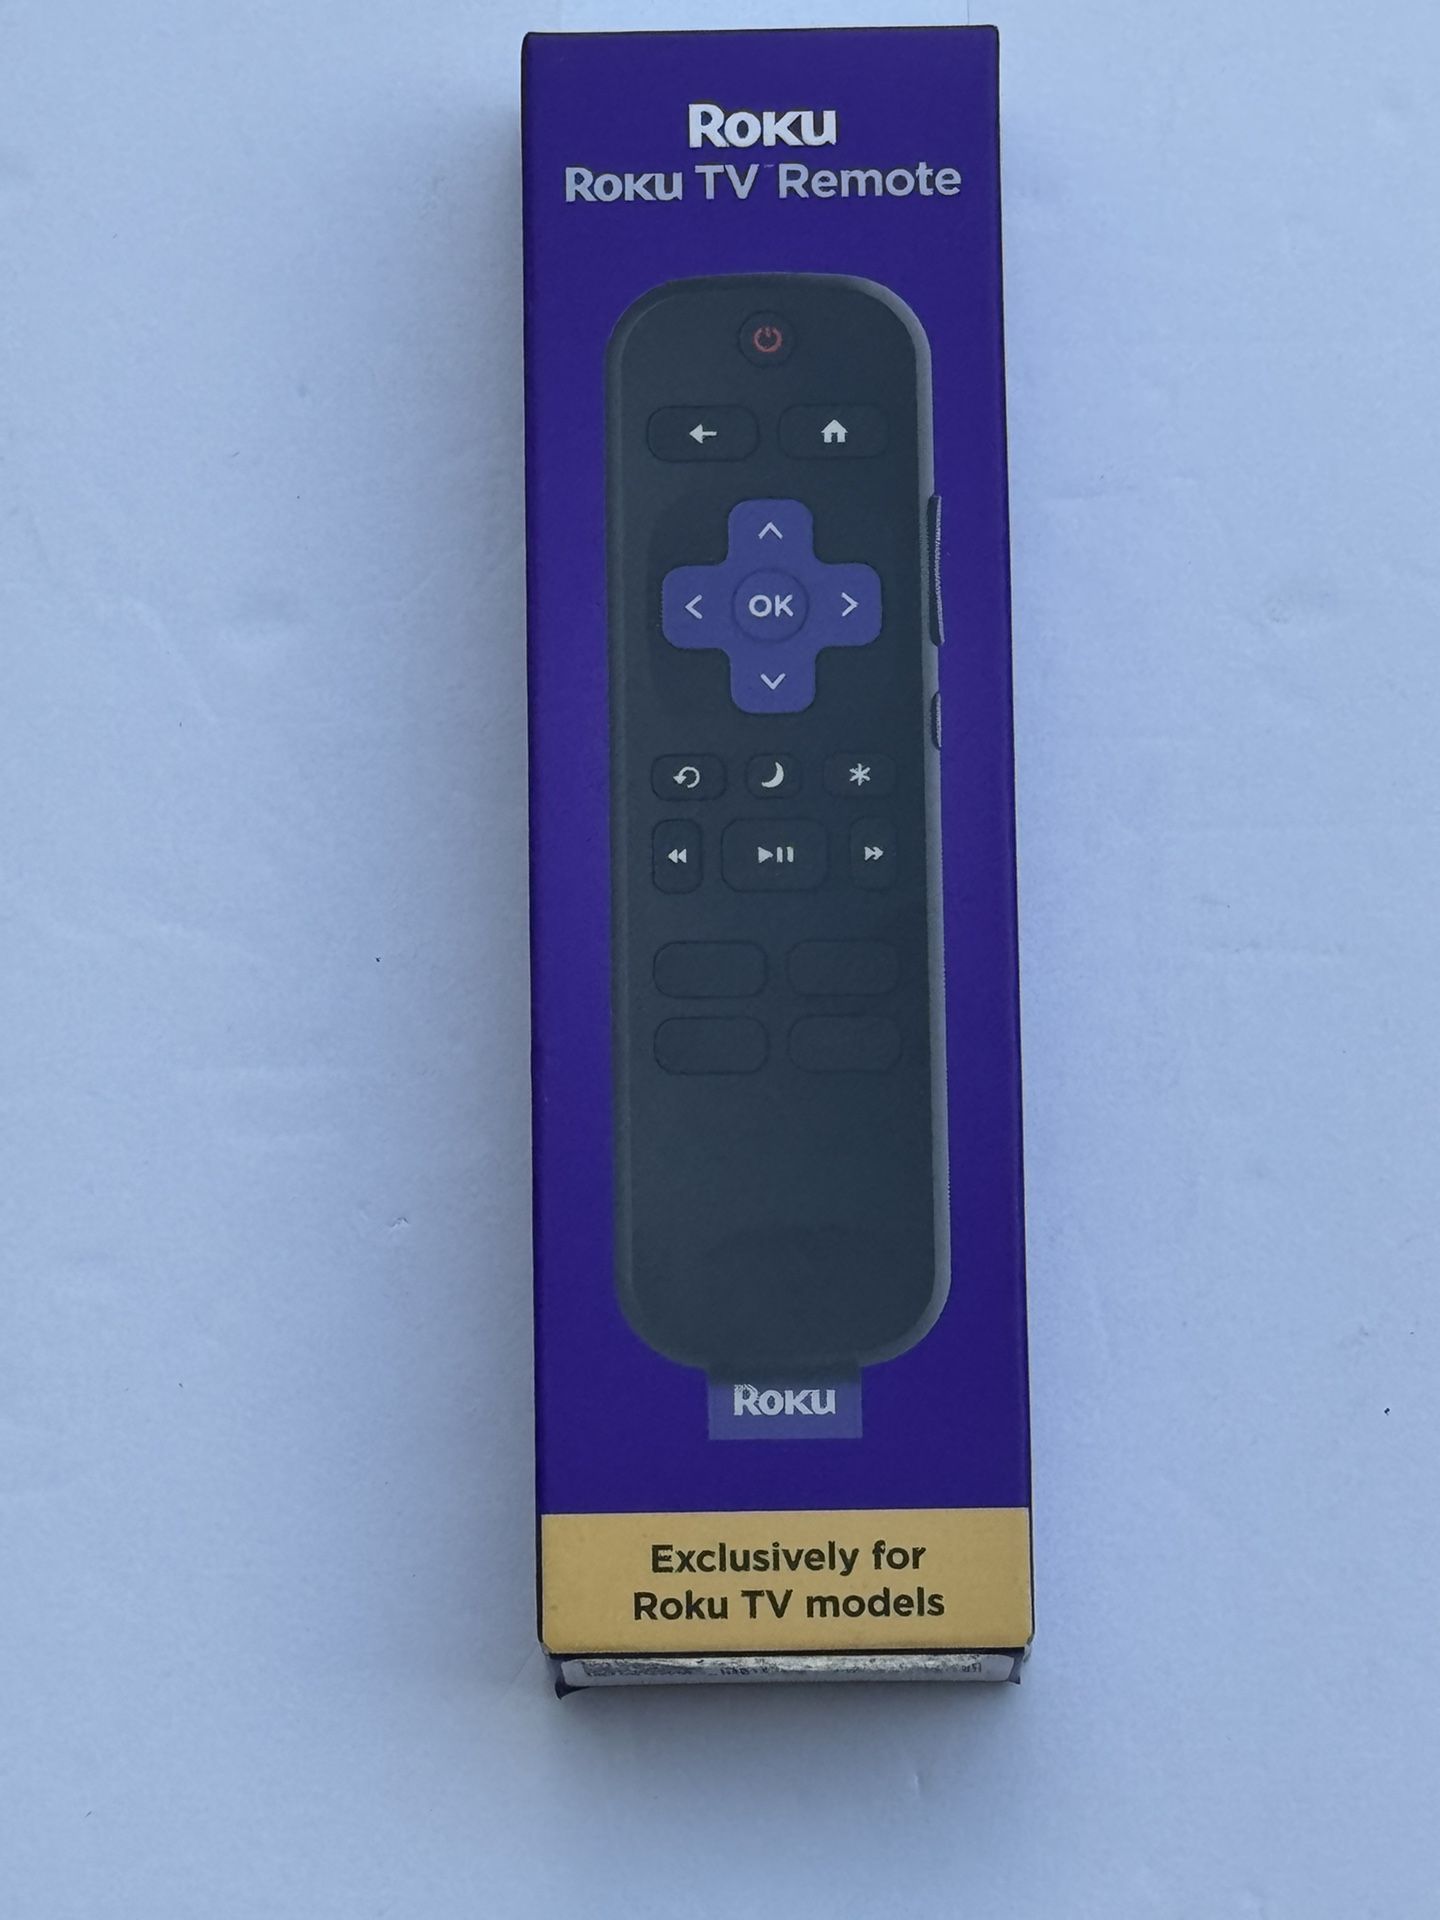 Roku
Roku TV Remote
OK
Roku
Exclusively for
Roku TV models